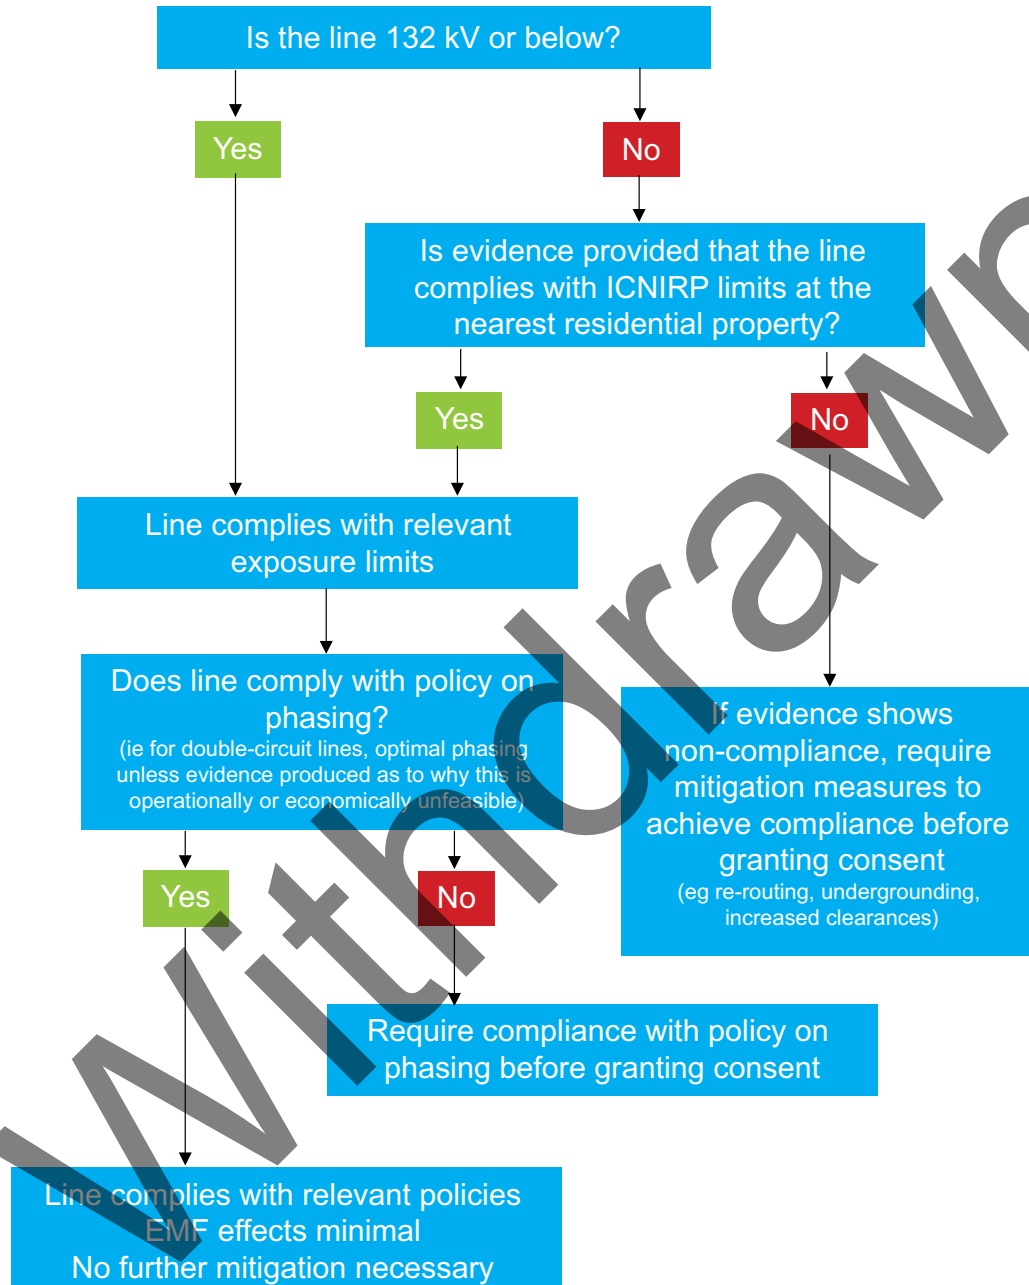 Is the line 132 kV or below?
Yes
No
Is evidence provided that the line
complies with ICNIRP limits at the
nearest residential property?
Yes
No
Line complies with relevant
exposure limits
Does line comply with policy on
phasing?
(ie for double-circuit lines, optimal phasing
unless evidence produced as to why this is
operationally or economically unfeasible)
If evidence shows
non-compliance, require
mitigation measures to
achieve compliance before
granting consent
(eg re-routing, undergrounding,
increased clearances)
Yes
No
Require compliance with policy on
phasing before granting consent
Line complies with relevant policies
EMF effects minimal
No further mitigation necessary
withdrawn